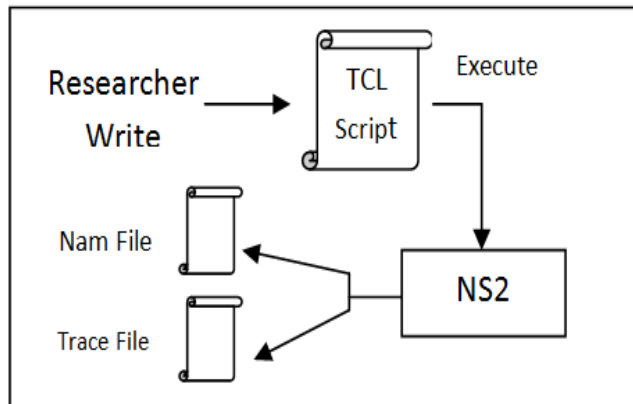 Researcher
Write
TCL
Script
Execute
Nam File
NS2
Trace File